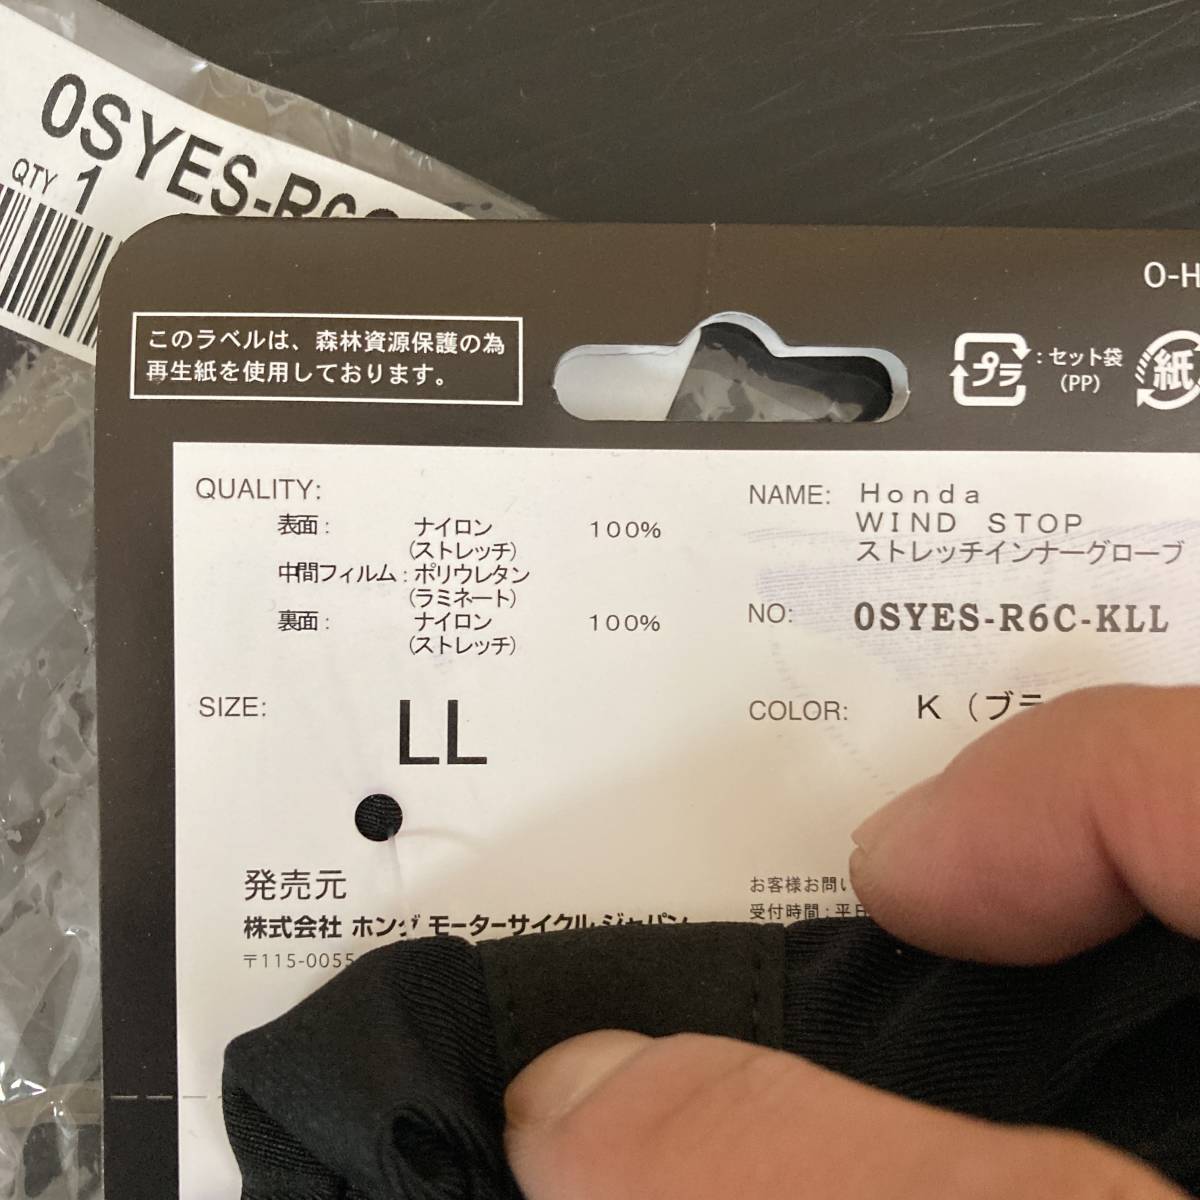 0SYES-R6C
QTY 1
O-H
このラベルは、森林資源保護の為
再生紙を使用しております。
プラ : セット袋
(PP)
紙
QUALITY:
表面 : ナイロン 100%
(ストレッチ)
中間フィルム : ポリウレタン
(ラミネート)
裏面 : ナイロン 100%
(ストレッチ)
NAME: Honda
WIND STOP
ストレッチインナーグローブ
NO: 0SYES-R6C-KLL
SIZE: LL
COLOR: K(ブラ
発売元
株式会社 ホンダ モーターサイクル ジャパン
〒115-0055
お客様お問い
受付時間 : 平日